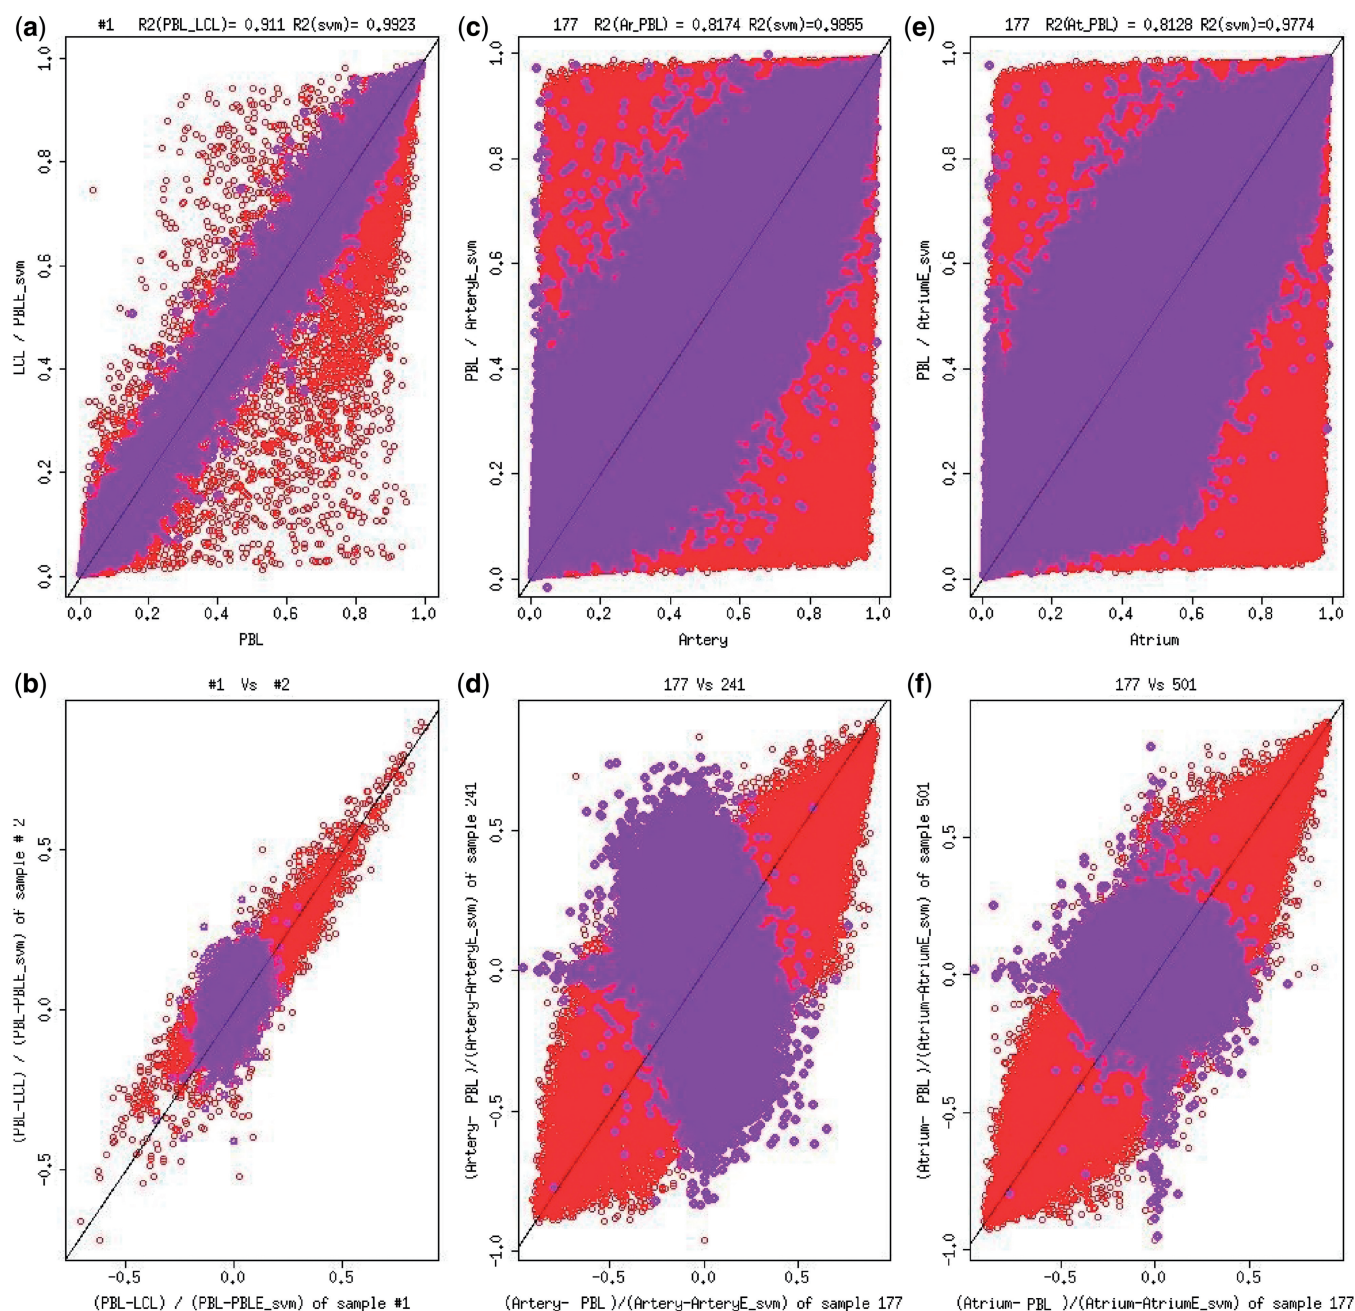 (a) #1 R2(PBL_LCL)= 0.911 R2(svm)= 0.9923
LCL / PBLE_svm
1.0
0.8
0.6
0.4
0.2
0.0
0.0 0.2 0.4 0.6 0.8 1.0
PBL
(c) 177 R2(Ar_PBL) = 0.8174 R2(svm)=0.9855
PBL / ArteryE_svm
1.0
0.8
0.6
0.4
0.2
0.0
0.0 0.2 0.4 0.6 0.8 1.0
Artery
(e) 177 R2(At_PBL) = 0.8128 R2(svm)=0.9774
PBL / AtriumE_svm
1.0
0.8
0.6
0.4
0.2
0.0
0.0 0.2 0.4 0.6 0.8 1.0
Atrium
(b) #1 Vs #2
(PBL-LCL) / (PBL-PBLE_svm) of sample # 2
0.5
0.0
-0.5
-0.5 0.0 0.5
(PBL-LCL) / (PBL-PBLE_svm) of sample #1
(d) 177 Vs 241
(Artery- PBL )/(Artery-ArteryE_svm) of sample 241
0.5
0.0
-0.5
-1.0
-0.5 0.0 0.5
(Artery- PBL )/(Artery-ArteryE_svm) of sample 177
(f) 177 Vs 501
(Atrium- PBL )/(Atrium-AtriumE_svm) of sample 501
0.5
0.0
-0.5
-1.0
-0.5 0.0 0.5
(Atrium- PBL )/(Atrium-AtriumE_svm) of sample 177